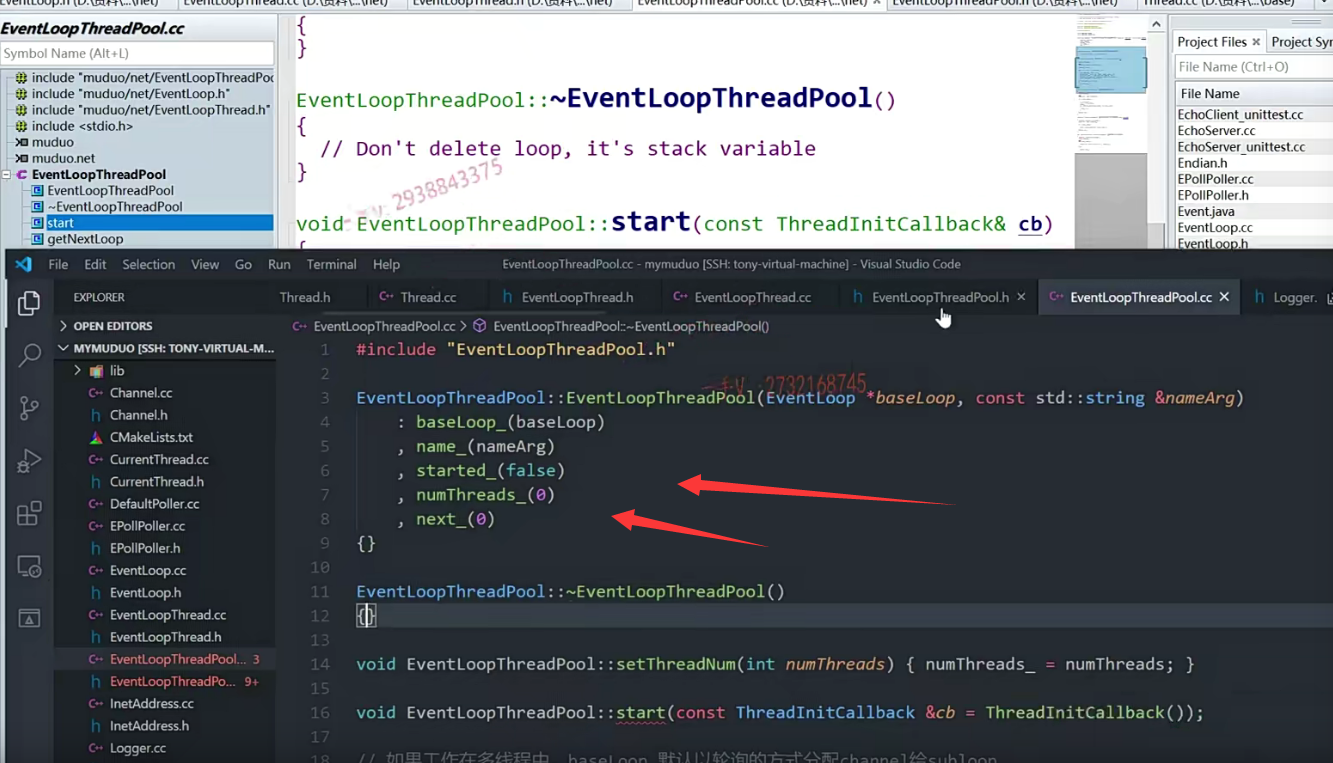 EventLoop.h (D:\资料\...\net)
EventLoopThread.cc (D:\资料\...\net)
EventLoopThread.h (D:\资料\...\net)
EventLoopThreadPool.cc (D:\资料\...\net)
EventLoopThreadPool.h (D:\资料\...\net)
Thread.cc (D:\资料\...\base)
EventLoopThreadPool.cc
Symbol Name (Alt+L)
include "muduo/net/EventLoopThreadPoo
include "muduo/net/EventLoop.h"
include "muduo/net/EventLoopThread.h"
include <stdio.h>
muduo
muduo.net
EventLoopThreadPool
EventLoopThreadPool
~EventLoopThreadPool
start
getNextLoop
{
}
EventLoopThreadPool::~EventLoopThreadPool()
{
// Don't delete loop, it's stack variable
}
2938843375
void EventLoopThreadPool::start(const ThreadInitCallback& cb)
{
Project Files
Project Syr
File Name (Ctrl+O)
File Name
EchoClient_unittest.cc
EchoServer.cc
EchoServer_unittest.cc
Endian.h
EPollPoller.cc
EPollPoller.h
Event.java
EventLoop.cc
EventLoop.h
File Edit Selection View Go Run Terminal Help
EventLoopThreadPool.cc - mymuduo [SSH: tony-virtual-machine] - Visual Studio Code
EXPLORER
OPEN EDITORS
MYMUDUO [SSH: TONY-VIRTUAL-M...
lib
Channel.cc
Channel.h
CMakeLists.txt
CurrentThread.cc
CurrentThread.h
DefaultPoller.cc
EPollPoller.cc
EPollPoller.h
EventLoop.cc
EventLoop.h
EventLoopThread.cc
EventLoopThread.h
EventLoopThreadPool... 3
EventLoopThreadPo... 9+
InetAddress.cc
InetAddress.h
Logger.cc
Thread.h
Thread.cc
EventLoopThread.h
EventLoopThread.cc
EventLoopThreadPool.h
EventLoopThreadPool.cc
Logger.
EventLoopThreadPool.cc > EventLoopThreadPool::~EventLoopThreadPool()
1 #include "EventLoopThreadPool.h"
2
2732168745
3 EventLoopThreadPool::EventLoopThreadPool(EventLoop *baseLoop, const std::string &nameArg)
4 : baseLoop_(baseLoop)
5 , name_(nameArg)
6 , started_(false)
7 , numThreads_(0)
8 , next_(0)
9 {}
10
11 EventLoopThreadPool::~EventLoopThreadPool()
12 {}
13
14 void EventLoopThreadPool::setThreadNum(int numThreads) { numThreads_ = numThreads; }
15
16 void EventLoopThreadPool::start(const ThreadInitCallback &cb = ThreadInitCallback());
17
18 // 如果工作在多线程中，baseLoop_默认以轮询的方式分配channel给subloop